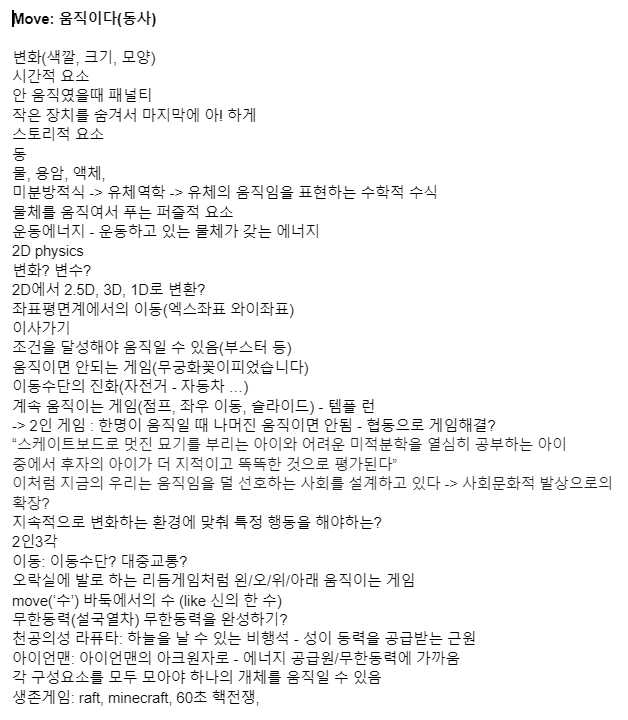 Move: 움직이다(동사)
변화(색깔, 크기, 모양)
시간적 요소
안 움직였을때 패널티
작은 장치를 숨겨서 마지막에 아! 하게
스토리적 요소
동
물, 용암, 액체,
미분방적식 -> 유체역학 -> 유체의 움직임을 표현하는 수학적 수식
물체를 움직여서 푸는 퍼즐적 요소
운동에너지 - 운동하고 있는 물체가 갖는 에너지
2D physics
변화? 변수?
2D에서 2.5D, 3D, 1D로 변환?
좌표평면계에서의 이동(엑스좌표 와이좌표)
이사가기
조건을 달성해야 움직일 수 있음(부스터 등)
움직이면 안되는 게임(무궁화꽃이피었습니다)
이동수단의 진화(자전거 - 자동차 ...)
계속 움직이는 게임(점프, 좌우 이동, 슬라이드) - 템플 런
-> 2인 게임 : 한명이 움직일 때 나머진 움직이면 안됨 - 협동으로 게임해결?
“스케이트보드로 멋진 묘기를 부리는 아이와 어려운 미적분학을 열심히 공부하는 아이
중에서 후자의 아이가 더 지적이고 똑똑한 것으로 평가된다”
이처럼 지금의 우리는 움직임을 덜 선호하는 사회를 설계하고 있다 -> 사회문화적 발상으로의
확장?
지속적으로 변화하는 환경에 맞춰 특정 행동을 해야하는?
2인3각
이동: 이동수단? 대중교통?
오락실에 발로 하는 리듬게임처럼 왼/오/위/아래 움직이는 게임
move(‘수’) 바둑에서의 수 (like 신의 한 수)
무한동력(설국열차) 무한동력을 완성하기?
천공의성 라퓨타: 하늘을 날 수 있는 비행석 - 성이 동력을 공급받는 근원
아이언맨: 아이언맨의 아크원자로 - 에너지 공급원/무한동력에 가까움
각 구성요소를 모두 모아야 하나의 개체를 움직일 수 있음
생존게임: raft, minecraft, 60초 핵전쟁,